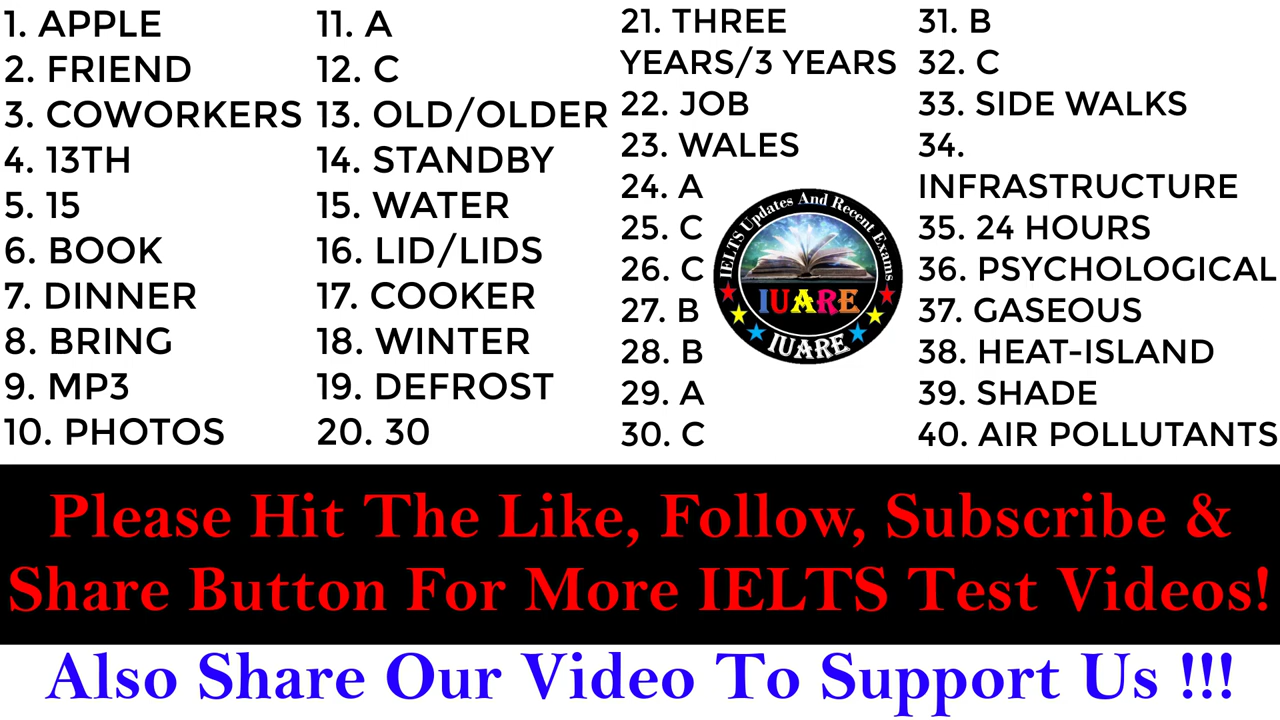 1. APPLE
2. FRIEND
3. COWORKERS
4. 13TH
5. 15
6. BOOK
7. DINNER
8. BRING
9. MP3
10. PHOTOS
11. A
12. C
13. OLD/OLDER
14. STANDBY
15. WATER
16. LID/LIDS
17. COOKER
18. WINTER
19. DEFROST
20. 30
21. THREE
YEARS/3 YEARS
22. JOB
23. WALES
24. A
25. C
26. C
27. B
28. B
29. A
30. C
IELTS Updates And Recent Exams
IUARE
IUARE
31. B
32. C
33. SIDE WALKS
34.
INFRASTRUCTURE
35. 24 HOURS
36. PSYCHOLOGICAL
37. GASEOUS
38. HEAT-ISLAND
39. SHADE
40. AIR POLLUTANTS
Please Hit The Like, Follow, Subscribe &
Share Button For More IELTS Test Videos!
Also Share Our Video To Support Us !!!